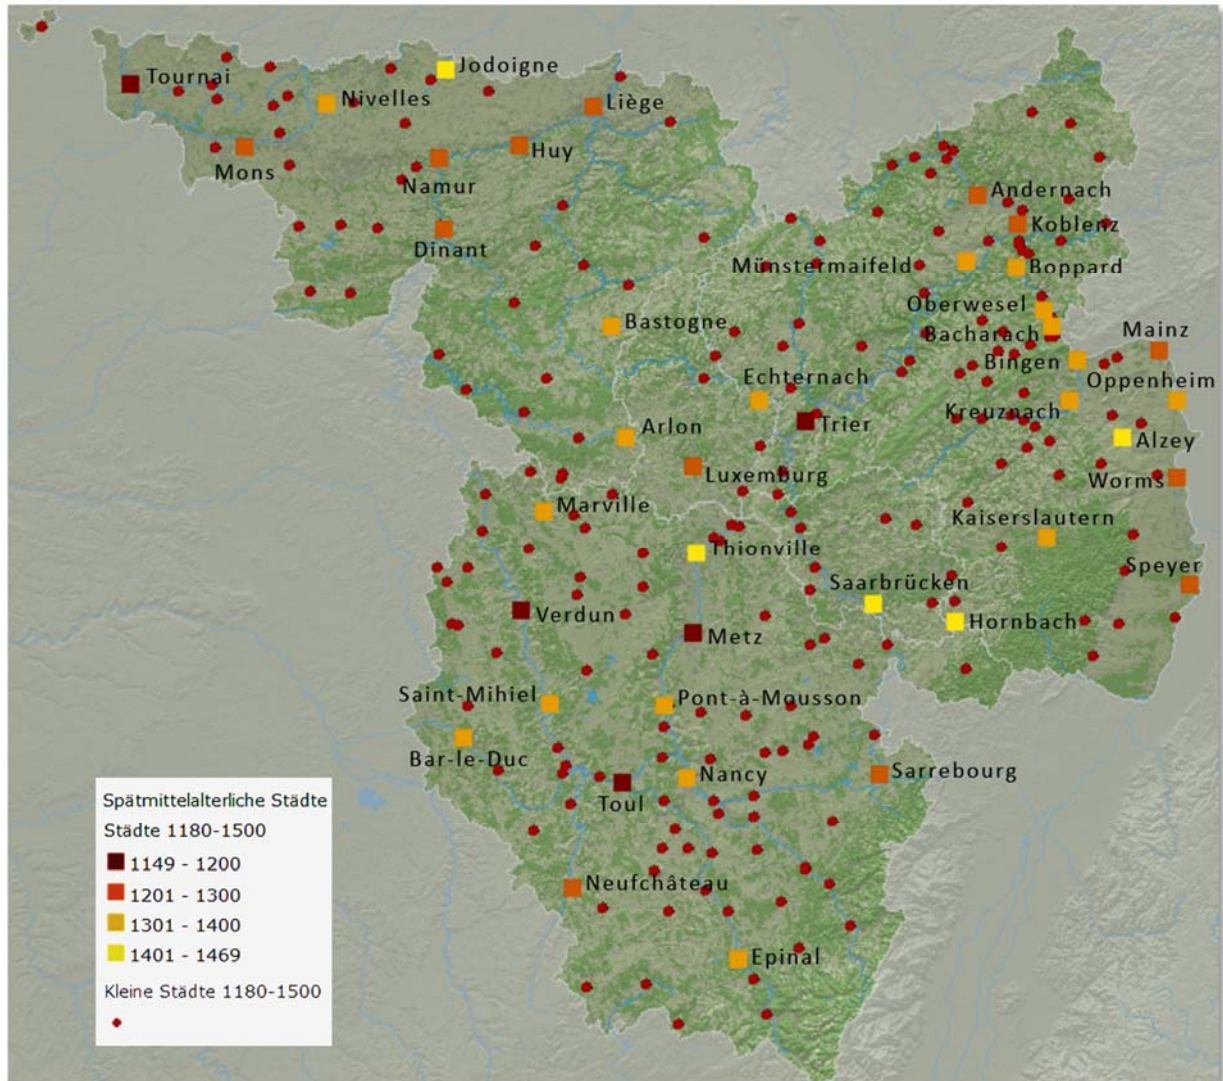 Jodoigne
Tournai
Nivelles
Liège
Mons
Huy
Namur
Andernach
Koblenz
Dinant
Münstermaifeld
Boppard
Oberwesel
Bastogne
Bacharach
Mainz
Bingen
Echternach
Oppenheim
Kreuznach
Arlon
Trier
Alzey
Luxemburg
Worms
Marville
Kaiserslautern
Thionville
Speyer
Saarbrücken
Verdun
Hornbach
Metz
Saint-Mihiel
Pont-à-Mousson
Bar-le-Duc
Nancy
Sarrebourg
Toul
Neufchâteau
Epinal
Spätmittelalterliche Städte
Städte 1180-1500
1149 - 1200
1201 - 1300
1301 - 1400
1401 - 1469
Kleine Städte 1180-1500